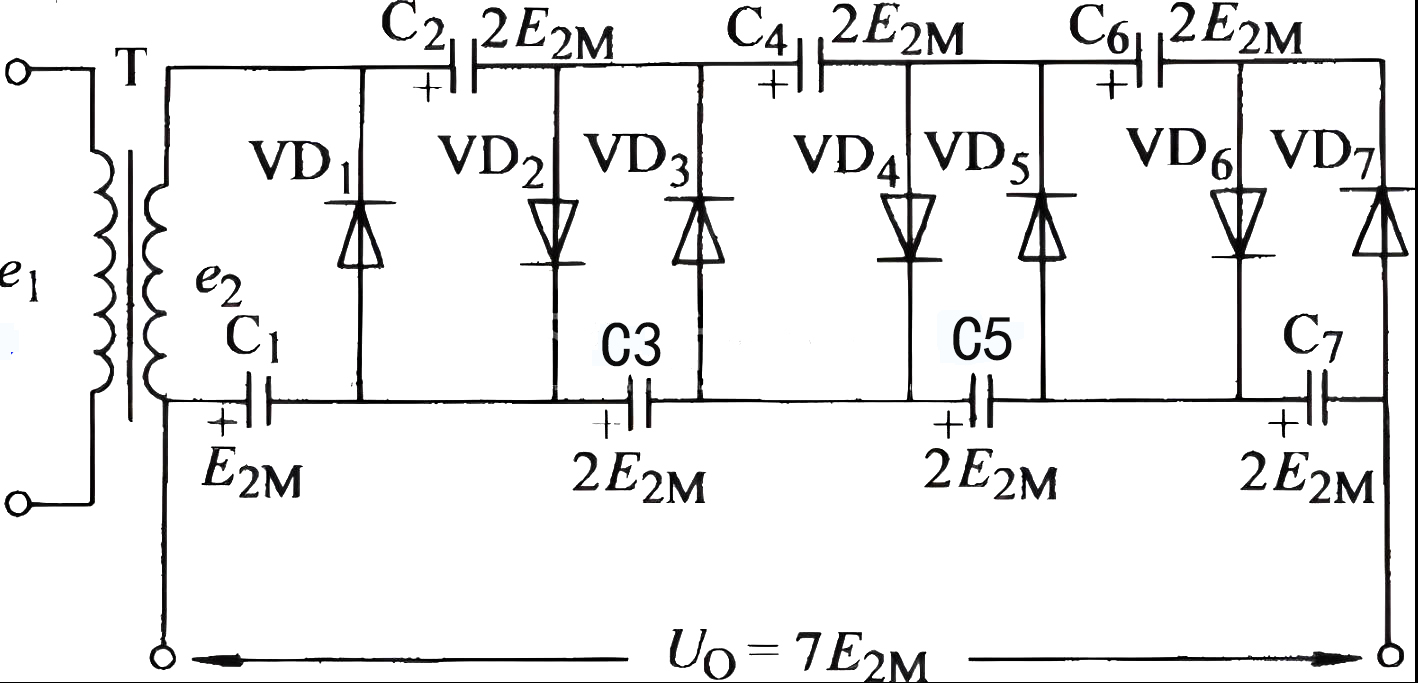 C₂ 2E₂M C₄ 2E₂M C₆ 2E₂M
T + + +
VD₁ VD₂ VD₃ VD₄ VD₅ VD₆ VD₇
e₁ e₂
C₁ C3 C5 C₇
+ + + +
E₂M 2E₂M 2E₂M 2E₂M
U_O = 7E₂M